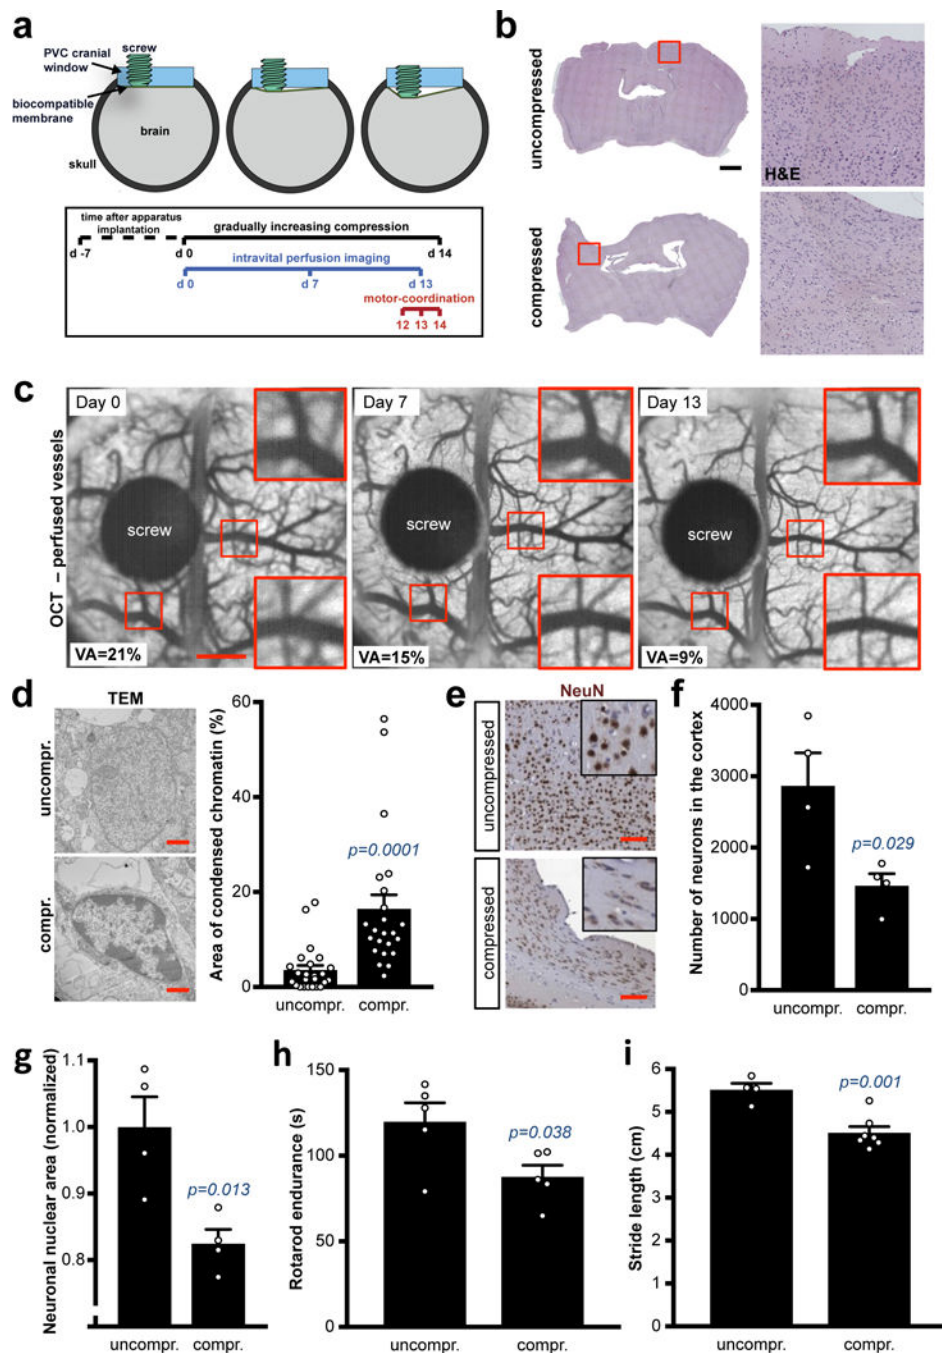 a
screw
PVC cranial
window
biocompatible
membrane
brain
skull
time after apparatus
implantation
gradually increasing compression
d -7
d 0
d 14
intravital perfusion imaging
d 0
d 7
d 13
motor-coordination
12 13 14
b
uncompressed
H&E
compressed
c
OCT – perfused vessels
Day 0
screw
VA=21%
Day 7
screw
VA=15%
Day 13
screw
VA=9%
d
TEM
uncompr.
compr.
Area of condensed chromatin (%)
60
40
20
0
p=0.0001
uncompr. compr.
e
NeuN
uncompressed
compressed
f
Number of neurons in the cortex
4000
3000
2000
1000
0
p=0.029
uncompr. compr.
g
Neuronal nuclear area (normalized)
1.1
1.0
0.9
0.8
p=0.013
uncompr. compr.
h
Rotarod endurance (s)
150
100
50
0
p=0.038
uncompr. compr.
i
Stride length (cm)
6
5
4
3
2
1
0
p=0.001
uncompr. compr.